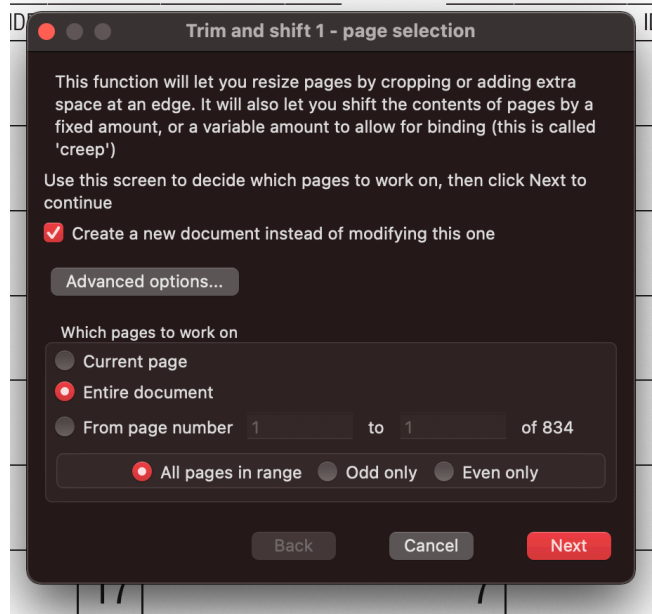 ID
Trim and shift 1 - page selection
This function will let you resize pages by cropping or adding extra
space at an edge. It will also let you shift the contents of pages by a
fixed amount, or a variable amount to allow for binding (this is called
'creep')
Use this screen to decide which pages to work on, then click Next to
continue
Create a new document instead of modifying this one
Advanced options...
Which pages to work on
Current page
Entire document
From page number 1 to 1 of 834
All pages in range Odd only Even only
Back Cancel Next
17 7